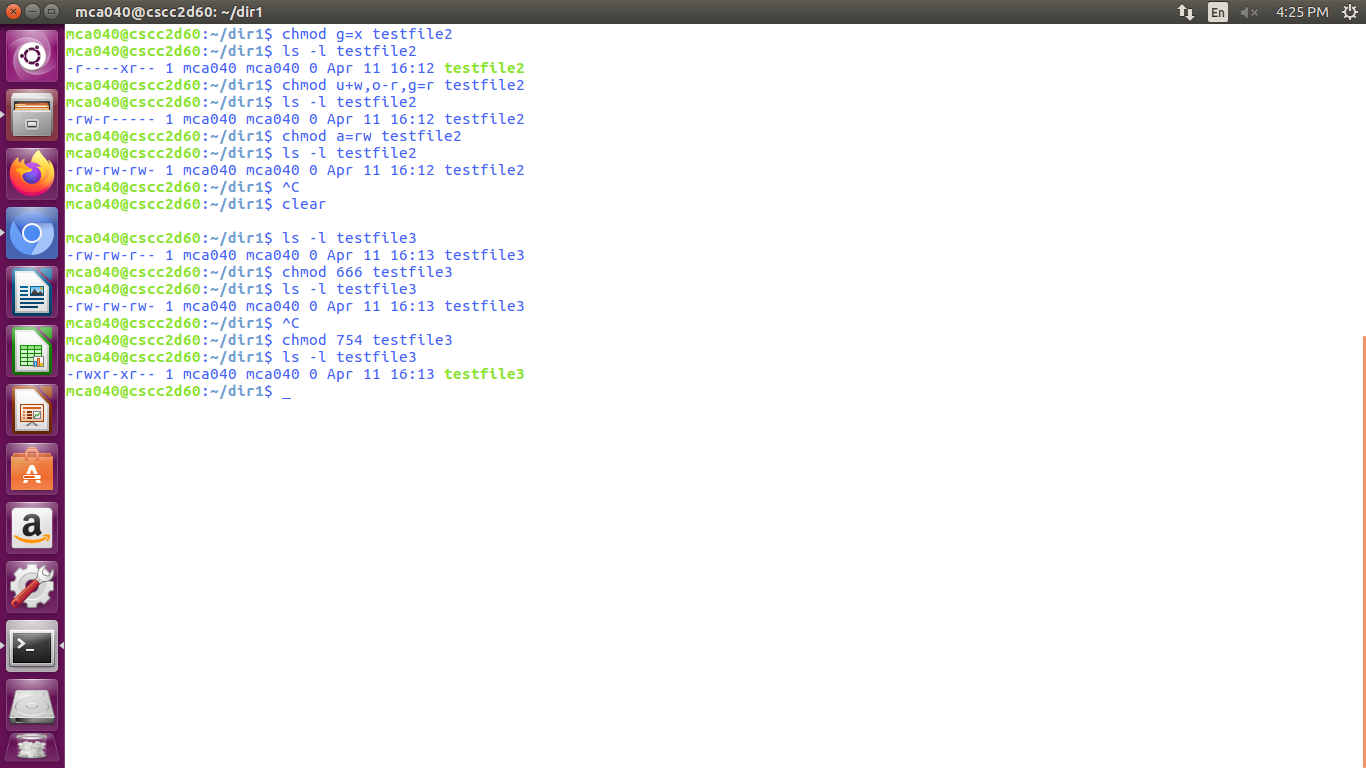 mca040@cscc2d60: ~/dir1
En
4:25 PM
mca040@cscc2d60:~/dir1$ chmod g=x testfile2
mca040@cscc2d60:~/dir1$ ls -l testfile2
-r----xr-- 1 mca040 mca040 0 Apr 11 16:12 testfile2
mca040@cscc2d60:~/dir1$ chmod u+w,o-r,g=r testfile2
mca040@cscc2d60:~/dir1$ ls -l testfile2
-rw-r----- 1 mca040 mca040 0 Apr 11 16:12 testfile2
mca040@cscc2d60:~/dir1$ chmod a=rw testfile2
mca040@cscc2d60:~/dir1$ ls -l testfile2
-rw-rw-rw- 1 mca040 mca040 0 Apr 11 16:12 testfile2
mca040@cscc2d60:~/dir1$ ^C
mca040@cscc2d60:~/dir1$ clear
mca040@cscc2d60:~/dir1$ ls -l testfile3
-rw-rw-r-- 1 mca040 mca040 0 Apr 11 16:13 testfile3
mca040@cscc2d60:~/dir1$ chmod 666 testfile3
mca040@cscc2d60:~/dir1$ ls -l testfile3
-rw-rw-rw- 1 mca040 mca040 0 Apr 11 16:13 testfile3
mca040@cscc2d60:~/dir1$ ^C
mca040@cscc2d60:~/dir1$ chmod 754 testfile3
mca040@cscc2d60:~/dir1$ ls -l testfile3
-rwxr-xr-- 1 mca040 mca040 0 Apr 11 16:13 testfile3
mca040@cscc2d60:~/dir1$ _